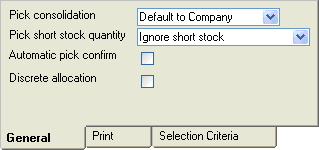 Pick consolidation Default to Company
Pick short stock quantity Ignore short stock
Automatic pick confirm
Discrete allocation
General Print Selection Criteria